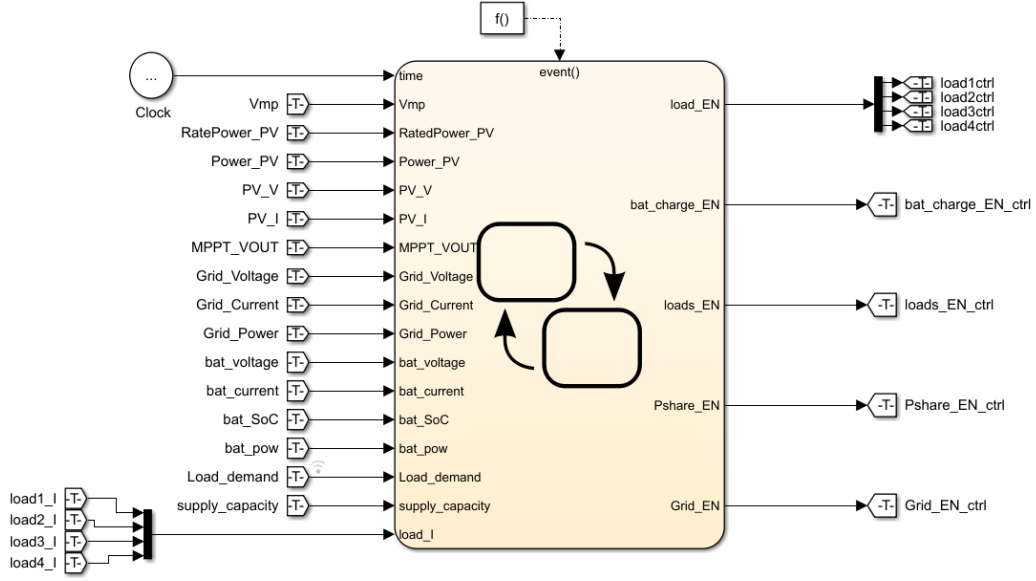 f()
event()
...
Clock
time
Vmp -T- Vmp
RatePower_PV -T- RatedPower_PV
Power_PV -T- Power_PV
PV_V -T- PV_V
PV_I -T- PV_I
MPPT_VOUT -T- MPPT_VOUT
Grid_Voltage -T- Grid_Voltage
Grid_Current -T- Grid_Current
Grid_Power -T- Grid_Power
bat_voltage -T- bat_voltage
bat_current -T- bat_current
bat_SoC -T- bat_SoC
bat_pow -T- bat_pow
Load_demand -T- Load_demand
supply_capacity -T- supply_capacity
load1_I -T-
load2_I -T-
load3_I -T-
load4_I -T-
load_I
load_EN
-T- load1ctrl
-T- load2ctrl
-T- load3ctrl
-T- load4ctrl
bat_charge_EN -T- bat_charge_EN_ctrl
loads_EN -T- loads_EN_ctrl
Pshare_EN -T- Pshare_EN_ctrl
Grid_EN -T- Grid_EN_ctrl